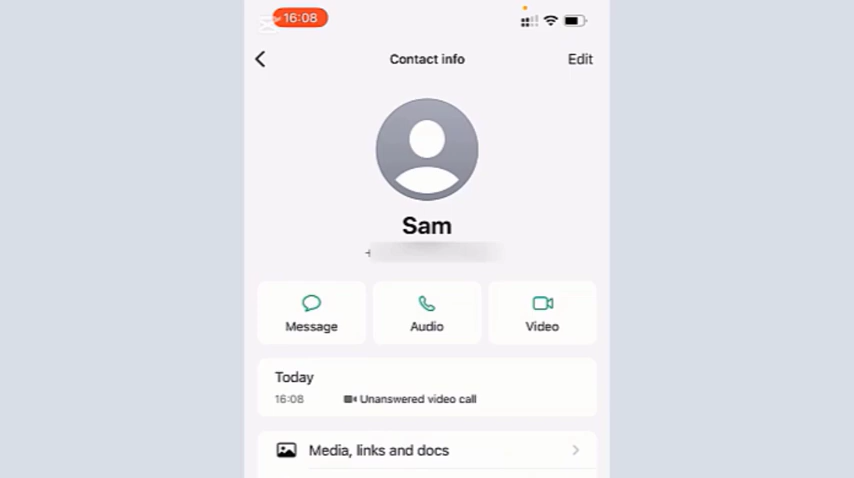 16:08
Contact info
Edit
Sam
+
Message
Audio
Video
Today
16:08 Unanswered video call
Media, links and docs